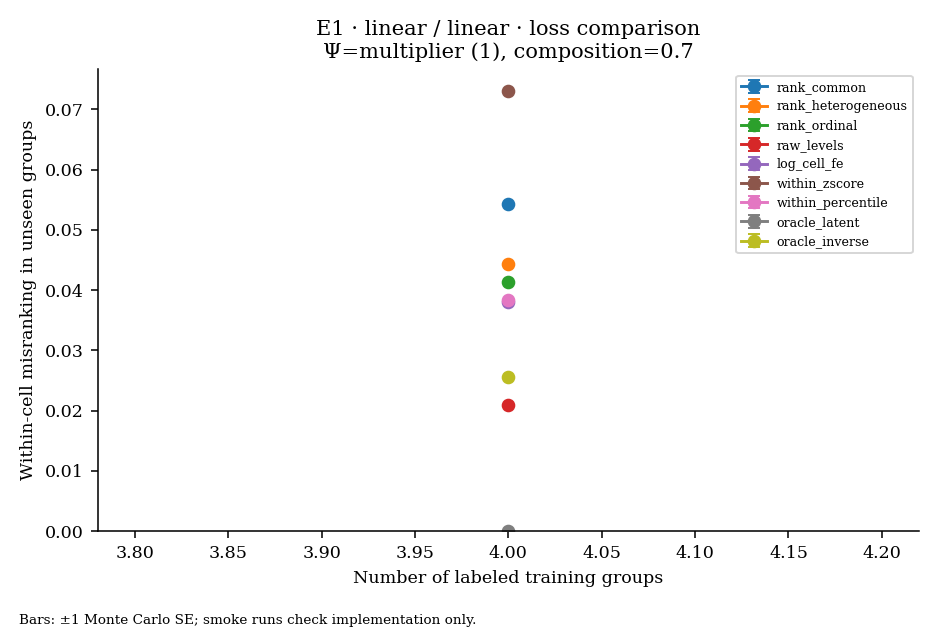 E1 · linear / linear · loss comparison
Ψ=multiplier (1), composition=0.7
Within-cell misranking in unseen groups
0.07
0.06
0.05
0.04
0.03
0.02
0.01
0.00
rank_common
rank_heterogeneous
rank_ordinal
raw_levels
log_cell_fe
within_zscore
within_percentile
oracle_latent
oracle_inverse
3.80 3.85 3.90 3.95 4.00 4.05 4.10 4.15 4.20
Number of labeled training groups
Bars: ±1 Monte Carlo SE; smoke runs check implementation only.